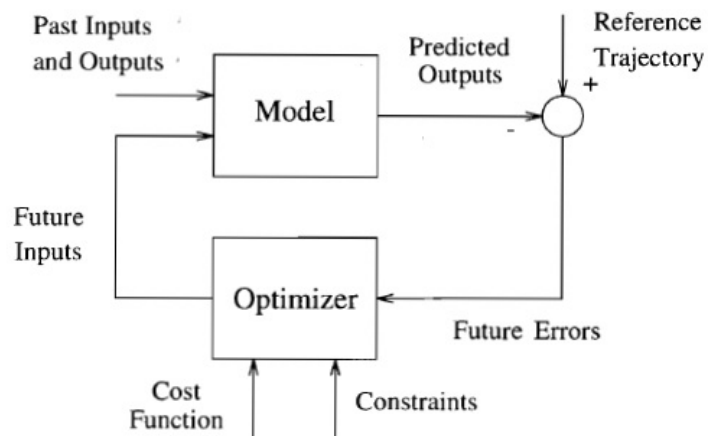 Past Inputs
and Outputs
Model
Predicted
Outputs
Reference
Trajectory
+
-
Future
Inputs
Optimizer
Future Errors
Cost
Function
Constraints